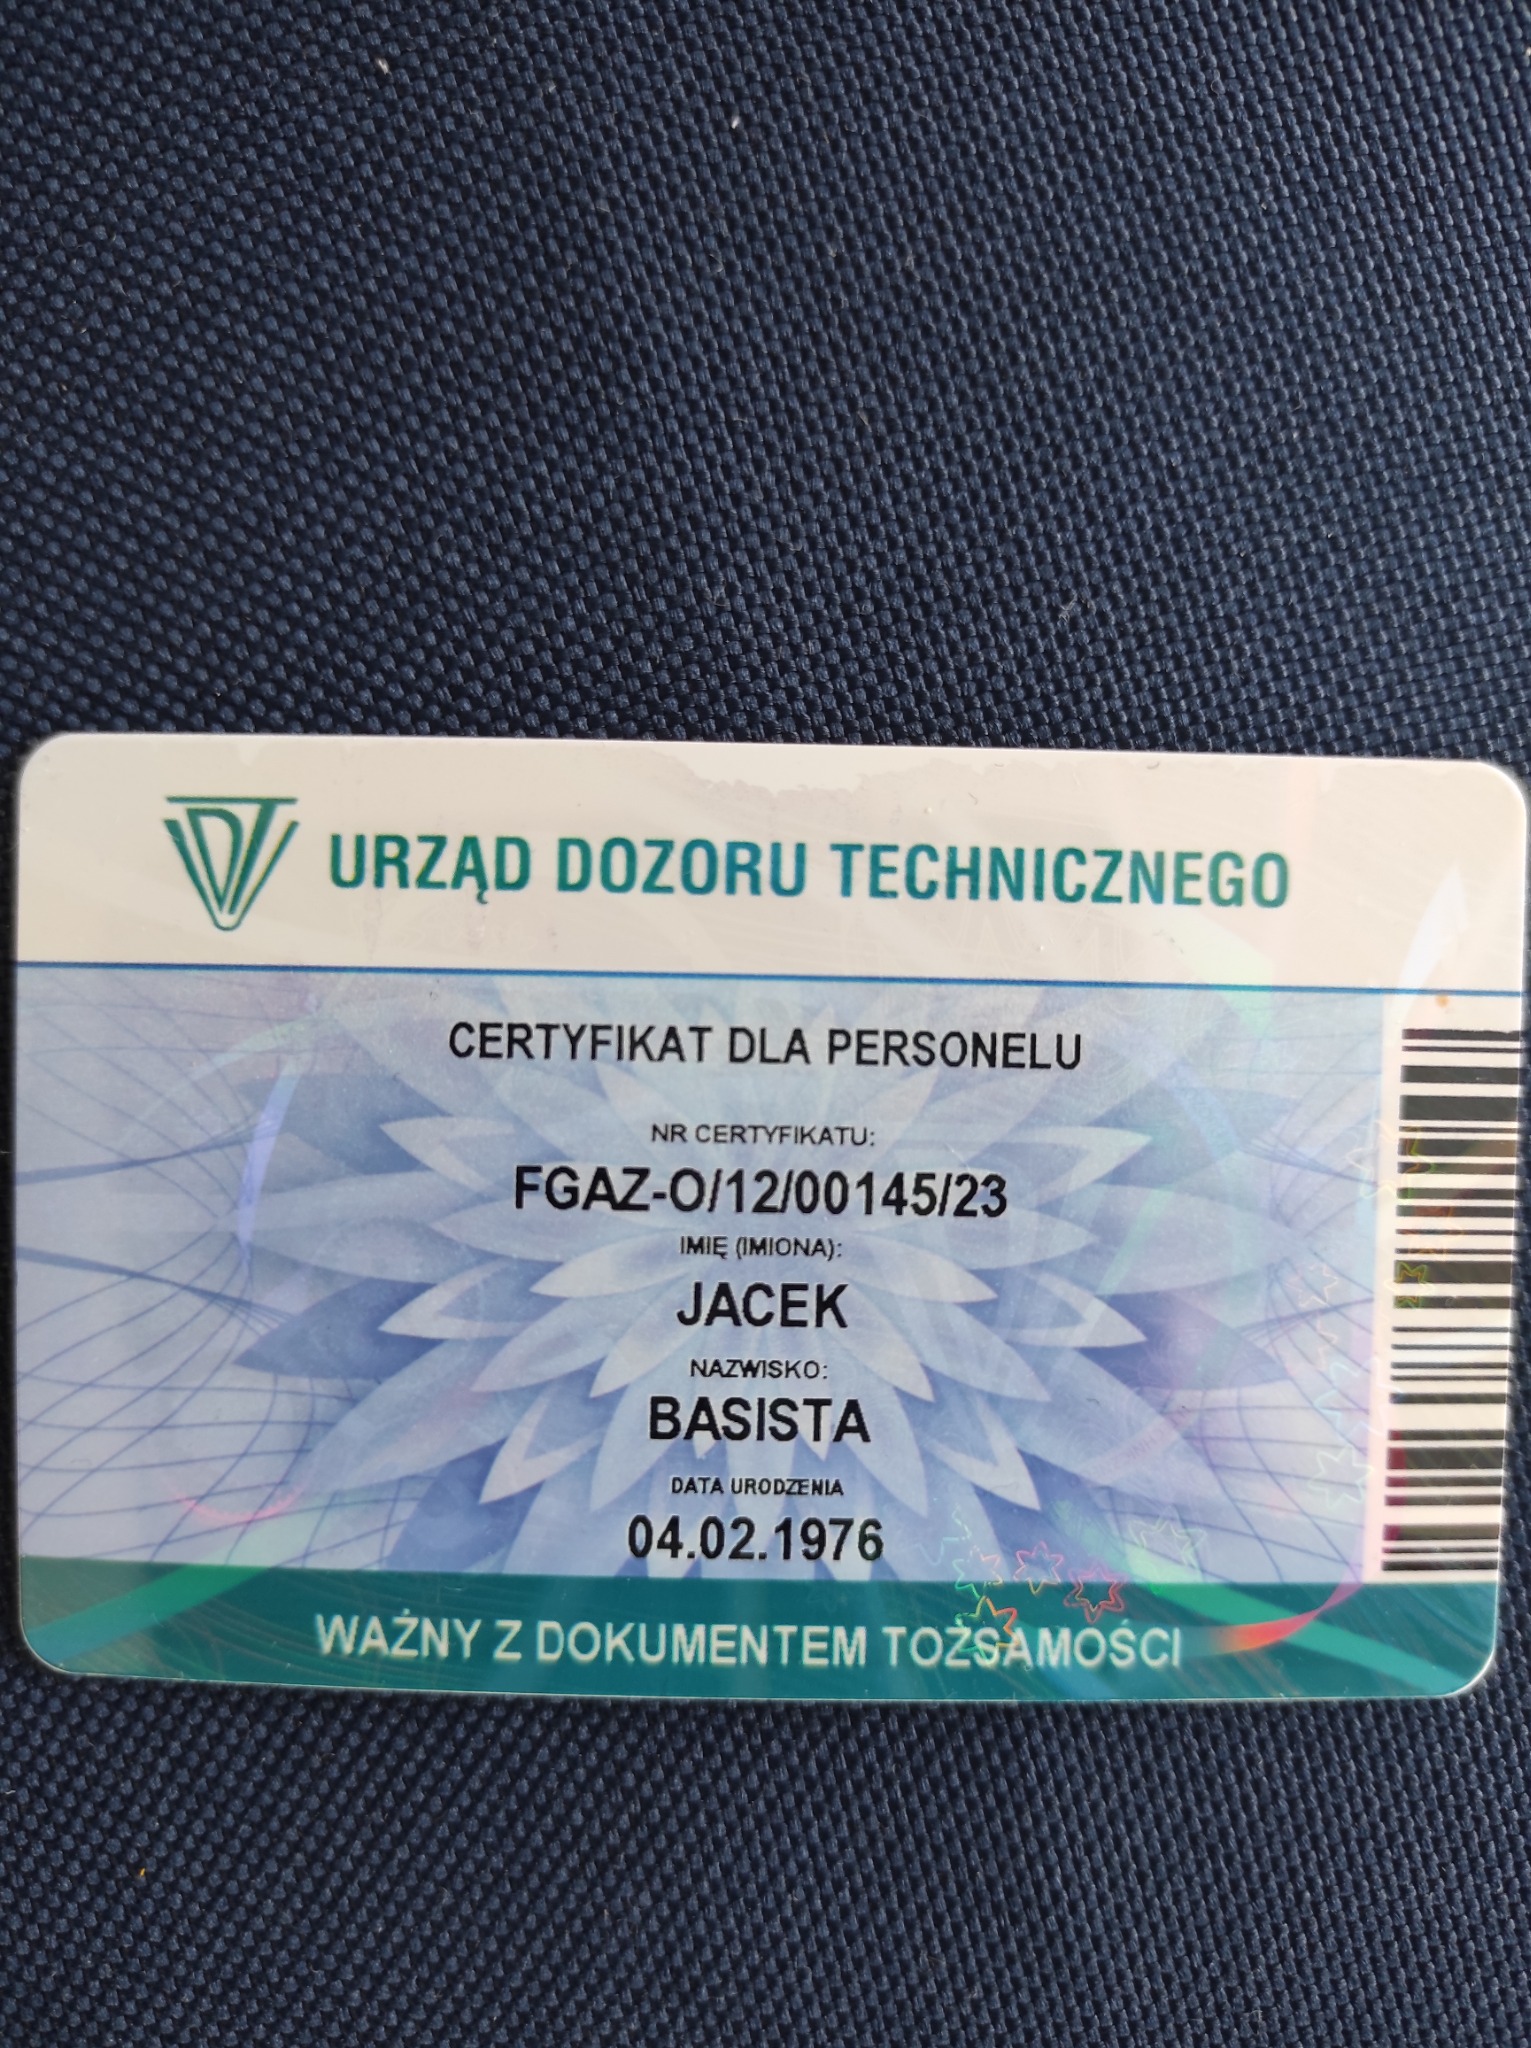 UDT URZĄD DOZORU TECHNICZNEGO
CERTYFIKAT DLA PERSONELU
NR CERTYFIKATU:
FGAZ-O/12/00145/23
IMIĘ (IMIONA):
JACEK
NAZWISKO:
BASISTA
DATA URODZENIA
04.02.1976
WAŻNY Z DOKUMENTEM TOŻSAMOŚCI